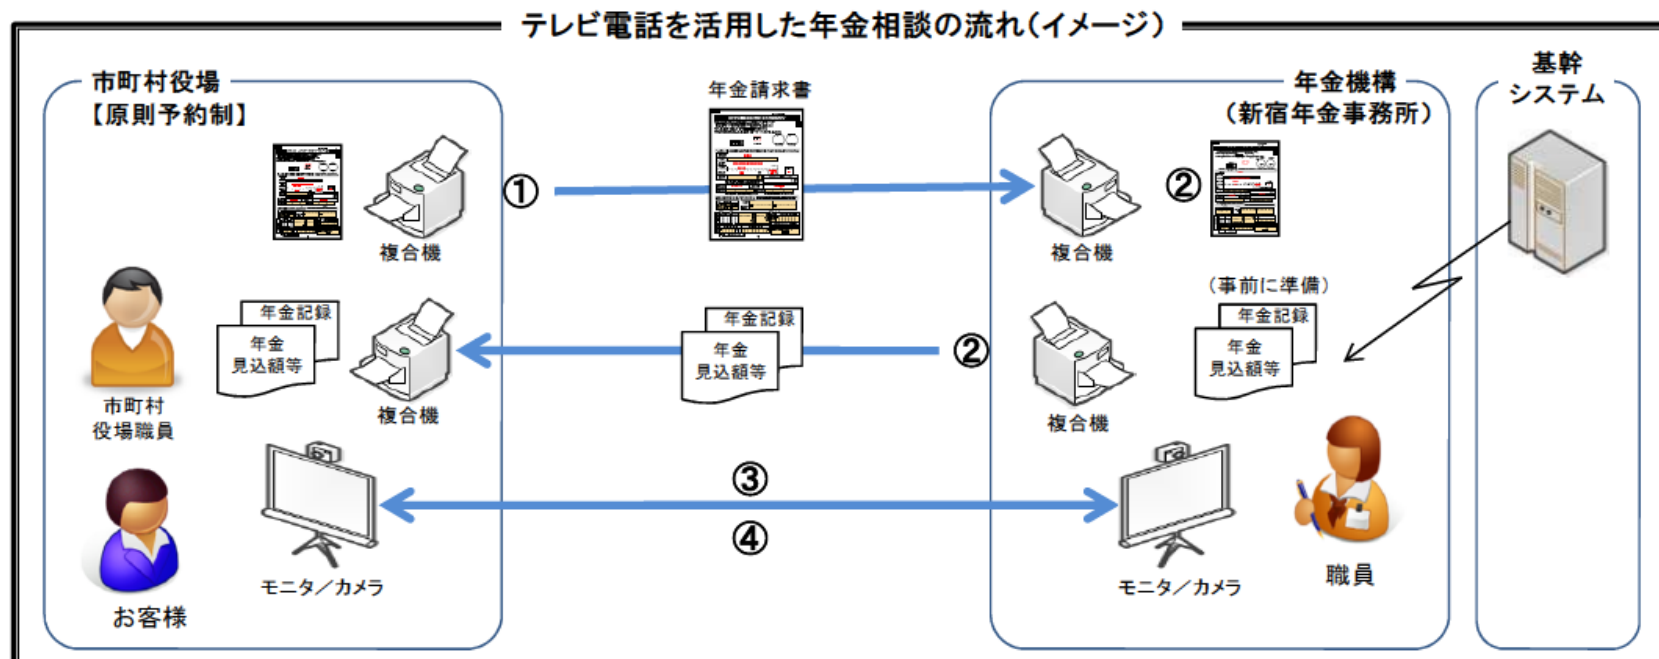 テレビ電話を活用した年金相談の流れ(イメージ)
市町村役場
【原則予約制】
複合機
①
年金請求書
年金機構
(新宿年金事務所)
複合機
②
基幹
システム
市町村
役場職員
年金記録
年金
見込額等
複合機
年金記録
年金
見込額等
②
複合機
(事前に準備)
年金記録
年金
見込額等
お客様
モニタ/カメラ
③
④
モニタ/カメラ
職員